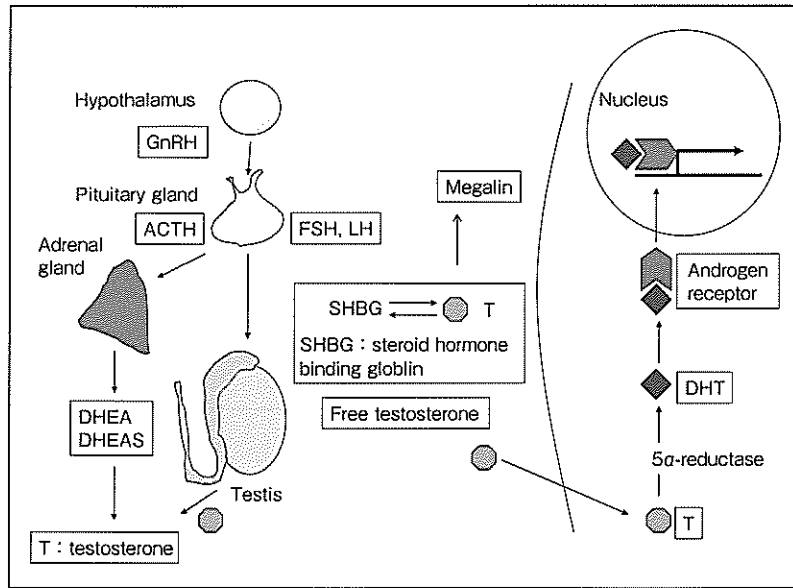 Hypothalamus
GnRH
Pituitary gland
ACTH
FSH, LH
Adrenal
gland
DHEA
DHEAS
Testis
T : testosterone
Megalin
SHBG
T
SHBG : steroid hormone
binding globlin
Free testosterone
Nucleus
Androgen
receptor
DHT
5α-reductase
T